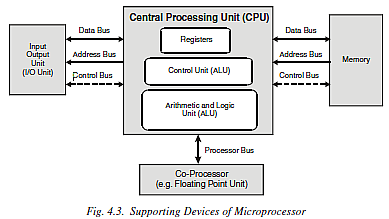 Central Processing Unit (CPU)
Registers
Control Unit (ALU)
Arithmetic and Logic
Unit (ALU)
Input
Output
Unit
(I/O Unit)
Data Bus
Address Bus
Control Bus
Data Bus
Address Bus
Control Bus
Memory
Processor Bus
Co-Processor
(e.g. Floating Point Unit)
Fig. 4.3. Supporting Devices of Microprocessor